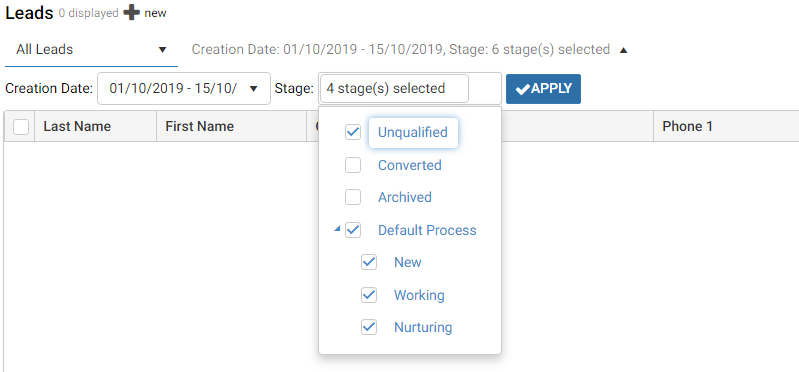 Leads 0 displayed new
All Leads Creation Date: 01/10/2019 - 15/10/2019, Stage: 6 stage(s) selected
Creation Date: 01/10/2019 - 15/10/ Stage: 4 stage(s) selected APPLY
Last Name First Name Phone 1
Unqualified
Converted
Archived
Default Process
New
Working
Nurturing